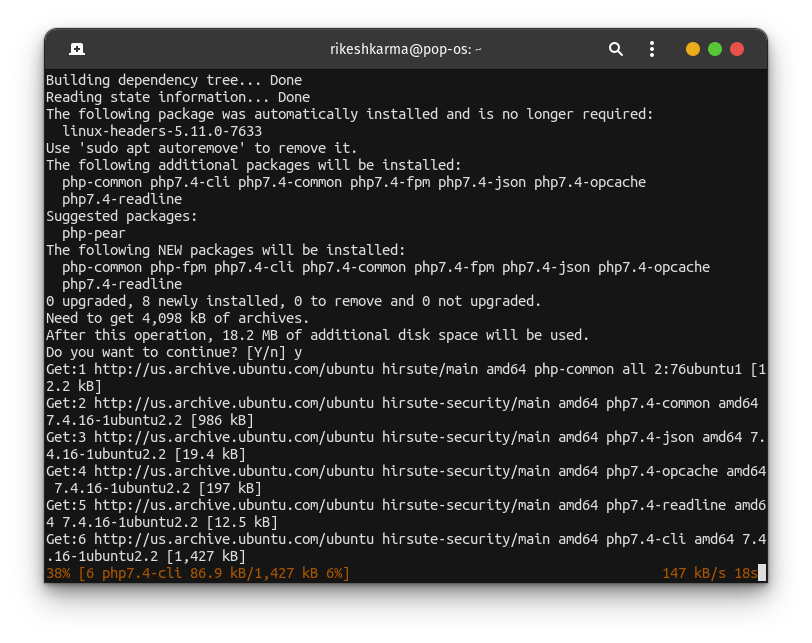 rikeshkarma@pop-os: ~
Building dependency tree... Done
Reading state information... Done
The following package was automatically installed and is no longer required:
  linux-headers-5.11.0-7633
Use 'sudo apt autoremove' to remove it.
The following additional packages will be installed:
  php-common php7.4-cli php7.4-common php7.4-fpm php7.4-json php7.4-opcache
  php7.4-readline
Suggested packages:
  php-pear
The following NEW packages will be installed:
  php-common php-fpm php7.4-cli php7.4-common php7.4-fpm php7.4-json php7.4-opcache
  php7.4-readline
0 upgraded, 8 newly installed, 0 to remove and 0 not upgraded.
Need to get 4,098 kB of archives.
After this operation, 18.2 MB of additional disk space will be used.
Do you want to continue? [Y/n] y
Get:1 http://us.archive.ubuntu.com/ubuntu hirsute/main amd64 php-common all 2:76ubuntu1 [1
2.2 kB]
Get:2 http://us.archive.ubuntu.com/ubuntu hirsute-security/main amd64 php7.4-common amd64
7.4.16-1ubuntu2.2 [986 kB]
Get:3 http://us.archive.ubuntu.com/ubuntu hirsute-security/main amd64 php7.4-json amd64 7.
4.16-1ubuntu2.2 [19.4 kB]
Get:4 http://us.archive.ubuntu.com/ubuntu hirsute-security/main amd64 php7.4-opcache amd64
 7.4.16-1ubuntu2.2 [197 kB]
Get:5 http://us.archive.ubuntu.com/ubuntu hirsute-security/main amd64 php7.4-readline amd6
4 7.4.16-1ubuntu2.2 [12.5 kB]
Get:6 http://us.archive.ubuntu.com/ubuntu hirsute-security/main amd64 php7.4-cli amd64 7.4
.16-1ubuntu2.2 [1,427 kB]
38% [6 php7.4-cli 86.9 kB/1,427 kB 6%] 147 kB/s 18s